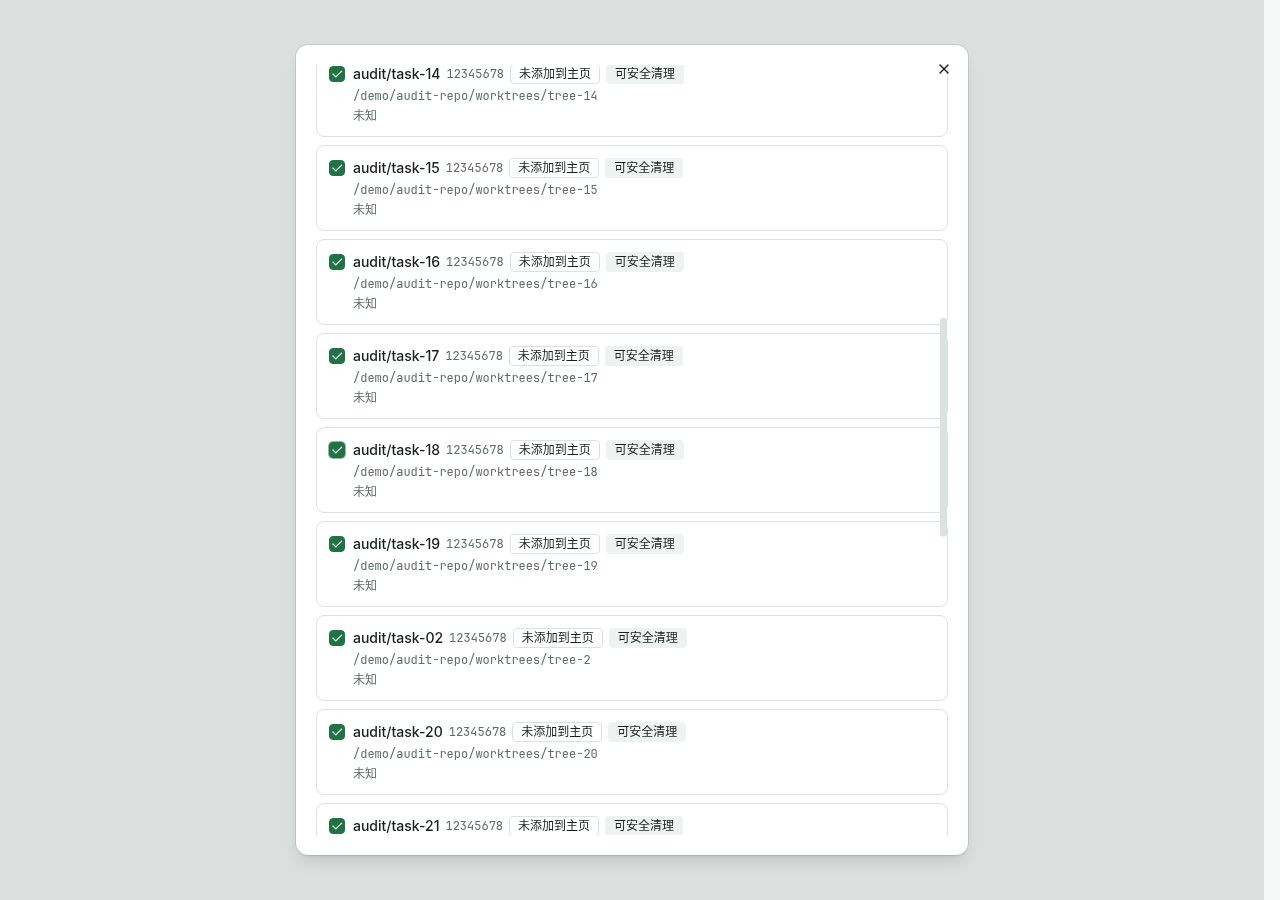 audit/task-14 12345678 未添加到主页 可安全清理
/demo/audit-repo/worktrees/tree-14
未知
audit/task-15 12345678 未添加到主页 可安全清理
/demo/audit-repo/worktrees/tree-15
未知
audit/task-16 12345678 未添加到主页 可安全清理
/demo/audit-repo/worktrees/tree-16
未知
audit/task-17 12345678 未添加到主页 可安全清理
/demo/audit-repo/worktrees/tree-17
未知
audit/task-18 12345678 未添加到主页 可安全清理
/demo/audit-repo/worktrees/tree-18
未知
audit/task-19 12345678 未添加到主页 可安全清理
/demo/audit-repo/worktrees/tree-19
未知
audit/task-02 12345678 未添加到主页 可安全清理
/demo/audit-repo/worktrees/tree-2
未知
audit/task-20 12345678 未添加到主页 可安全清理
/demo/audit-repo/worktrees/tree-20
未知
audit/task-21 12345678 未添加到主页 可安全清理